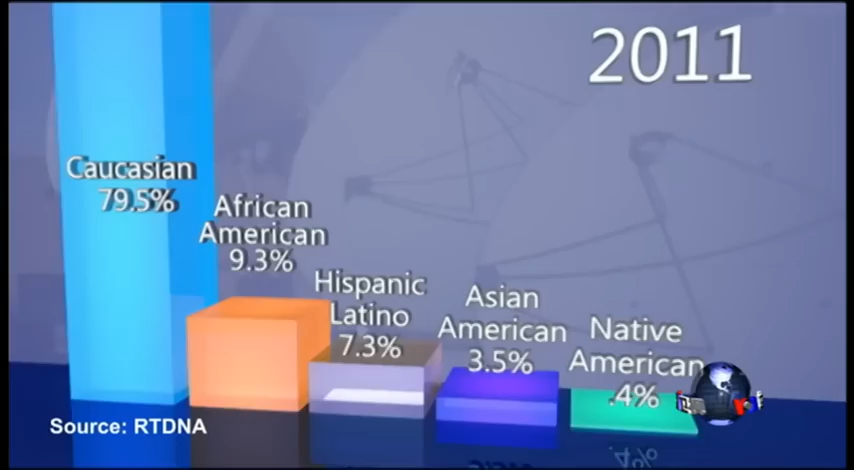 2011
Caucasian
79.5%
African
American
9.3%
Hispanic
Latino
7.3%
Asian
American
3.5%
Native
American
.4%
Source: RTDNA